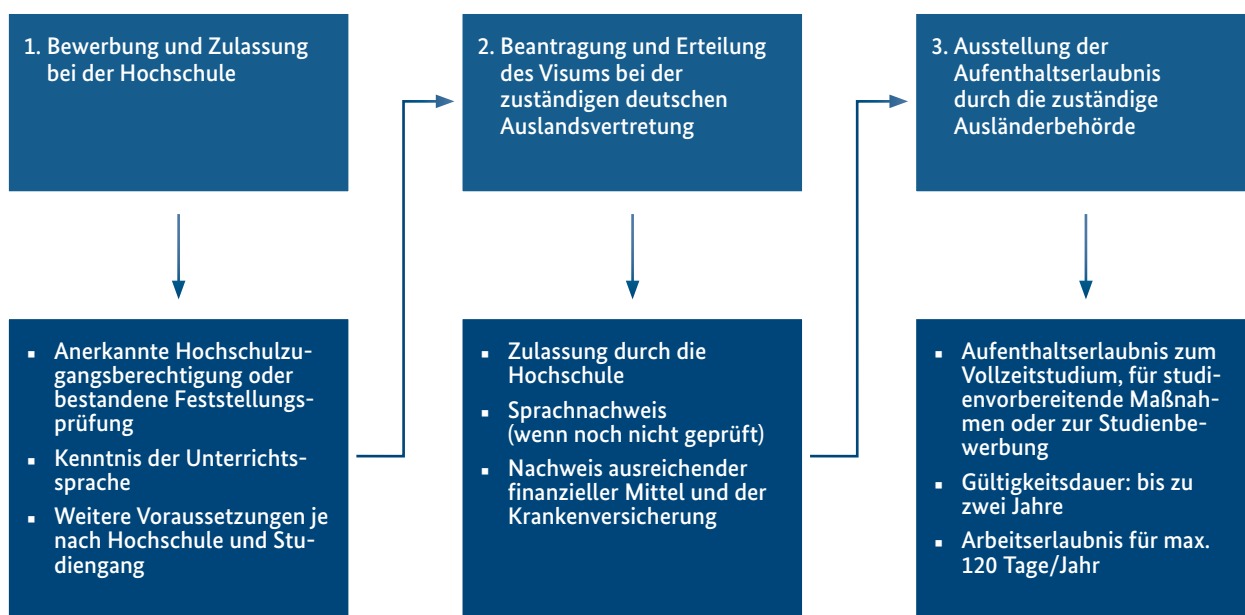 1. Bewerbung und Zulassung
bei der Hochschule
▪ Anerkannte Hochschulzu-
gangsberechtigung oder
bestandene Feststellungs-
prüfung
▪ Kenntnis der Unterrichts-
sprache
▪ Weitere Voraussetzungen je
nach Hochschule und Stu-
diengang
2. Beantragung und Erteilung
des Visums bei der
zuständigen deutschen
Auslandsvertretung
▪ Zulassung durch die
Hochschule
▪ Sprachnachweis
(wenn noch nicht geprüft)
▪ Nachweis ausreichender
finanzieller Mittel und der
Krankenversicherung
3. Ausstellung der
Aufenthaltserlaubnis
durch die zuständige
Ausländerbehörde
▪ Aufenthaltserlaubnis zum
Vollzeitstudium, für studi-
envorbereitende Maßnah-
men oder zur Studienbe-
werbung
▪ Gültigkeitsdauer: bis zu
zwei Jahre
▪ Arbeitserlaubnis für max.
120 Tage/Jahr